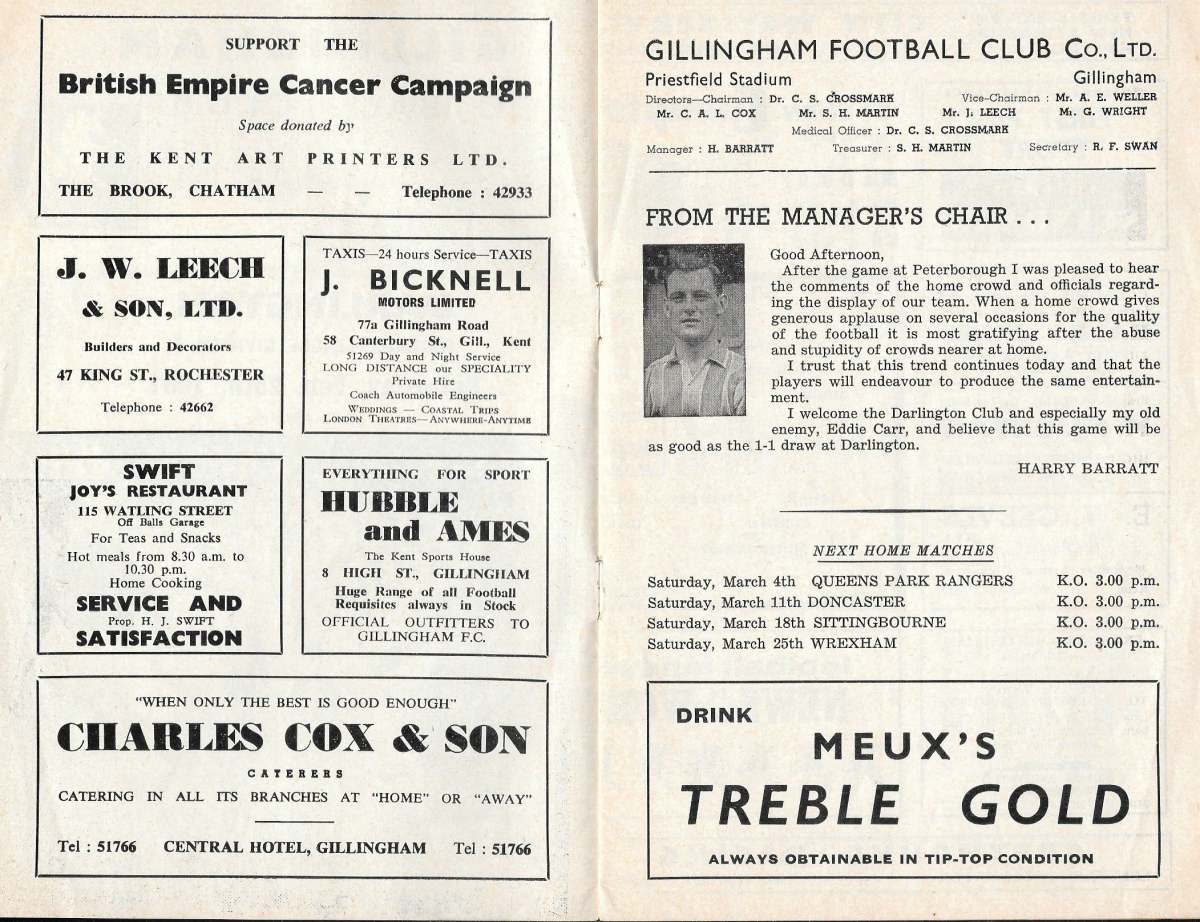 SUPPORT THE
British Empire Cancer Campaign
Space donated by
THE KENT ART PRINTERS LTD.
THE BROOK, CHATHAM — — Telephone : 42933
J. W. LEECH
& SON, LTD.
Builders and Decorators
47 KING ST., ROCHESTER
Telephone : 42662
TAXIS—24 hours Service—TAXIS
J. BICKNELL
MOTORS LIMITED
77a Gillingham Road
58 Canterbury St., Gill., Kent
51269 Day and Night Service
LONG DISTANCE our SPECIALITY
Private Hire
Coach Automobile Engineers
WEDDINGS — COASTAL TRIPS
LONDON THEATRES—ANYWHERE-ANYTIME
SWIFT
JOY'S RESTAURANT
115 WATLING STREET
Off Balls Garage
For Teas and Snacks
Hot meals from 8.30 a.m. to
10.30 p.m.
Home Cooking
SERVICE AND
Prop. H. J. SWIFT
SATISFACTION
EVERYTHING FOR SPORT
HUBBLE
and AMES
The Kent Sports House
8 HIGH ST., GILLINGHAM
Huge Range of all Football
Requisites always in Stock
OFFICIAL OUTFITTERS TO
GILLINGHAM F.C.
"WHEN ONLY THE BEST IS GOOD ENOUGH"
CHARLES COX & SON
CATERERS
CATERING IN ALL ITS BRANCHES AT "HOME" OR "AWAY"
Tel : 51766 CENTRAL HOTEL, GILLINGHAM Tel : 51766
GILLINGHAM FOOTBALL CLUB Co., LTD.
Priestfield Stadium Gillingham
Directors—Chairman : Dr. C. S. CROSSMARK Vice-Chairman : Mr. A. E. WELLER
Mr. C. A. L. COX Mr. S. H. MARTIN Mr. J. LEECH Mr. G. WRIGHT
Medical Officer : Dr. C. S. CROSSMARK
Manager : H. BARRATT Treasurer : S. H. MARTIN Secretary : R. F. SWAN
FROM THE MANAGER'S CHAIR . . .
Good Afternoon,
After the game at Peterborough I was pleased to hear
the comments of the home crowd and officials regard-
ing the display of our team. When a home crowd gives
generous applause on several occasions for the quality
of the football it is most gratifying after the abuse
and stupidity of crowds nearer at home.
I trust that this trend continues today and that the
players will endeavour to produce the same entertain-
ment.
I welcome the Darlington Club and especially my old
enemy, Eddie Carr, and believe that this game will be
as good as the 1-1 draw at Darlington.
HARRY BARRATT
NEXT HOME MATCHES
Saturday, March 4th QUEENS PARK RANGERS K.O. 3.00 p.m.
Saturday, March 11th DONCASTER K.O. 3.00 p.m.
Saturday, March 18th SITTINGBOURNE K.O. 3.00 p.m.
Saturday, March 25th WREXHAM K.O. 3.00 p.m.
DRINK
MEUX'S
TREBLE GOLD
ALWAYS OBTAINABLE IN TIP-TOP CONDITION